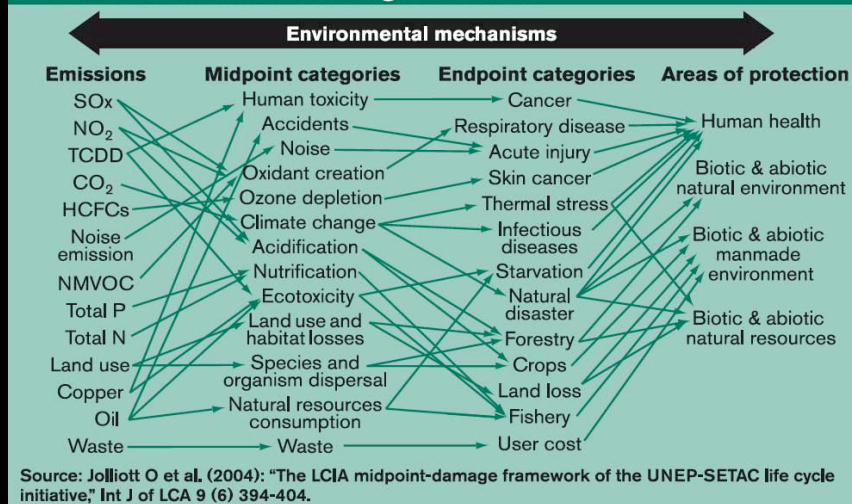 Environmental mechanisms
Emissions
Midpoint categories
Endpoint categories
Areas of protection
SOx
NO2
TCDD
CO2
HCFCs
Noise
emission
NMVOC
Total P
Total N
Land use
Copper
Oil
Waste
Human toxicity
Accidents
Noise
Oxidant creation
Ozone depletion
Climate change
Acidification
Nutrification
Ecotoxicity
Land use and
habitat losses
Species and
organism dispersal
Natural resources
consumption
Waste
Cancer
Respiratory disease
Acute injury
Skin cancer
Thermal stress
Infectious
diseases
Starvation
Natural
disaster
Forestry
Crops
Land loss
Fishery
User cost
Human health
Biotic & abiotic
natural environment
Biotic & abiotic
manmade
environment
Biotic & abiotic
natural resources
Source: Jolliott O et al. (2004): “The LCIA midpoint-damage framework of the UNEP-SETAC life cycle
initiative,” Int J of LCA 9 (6) 394-404.